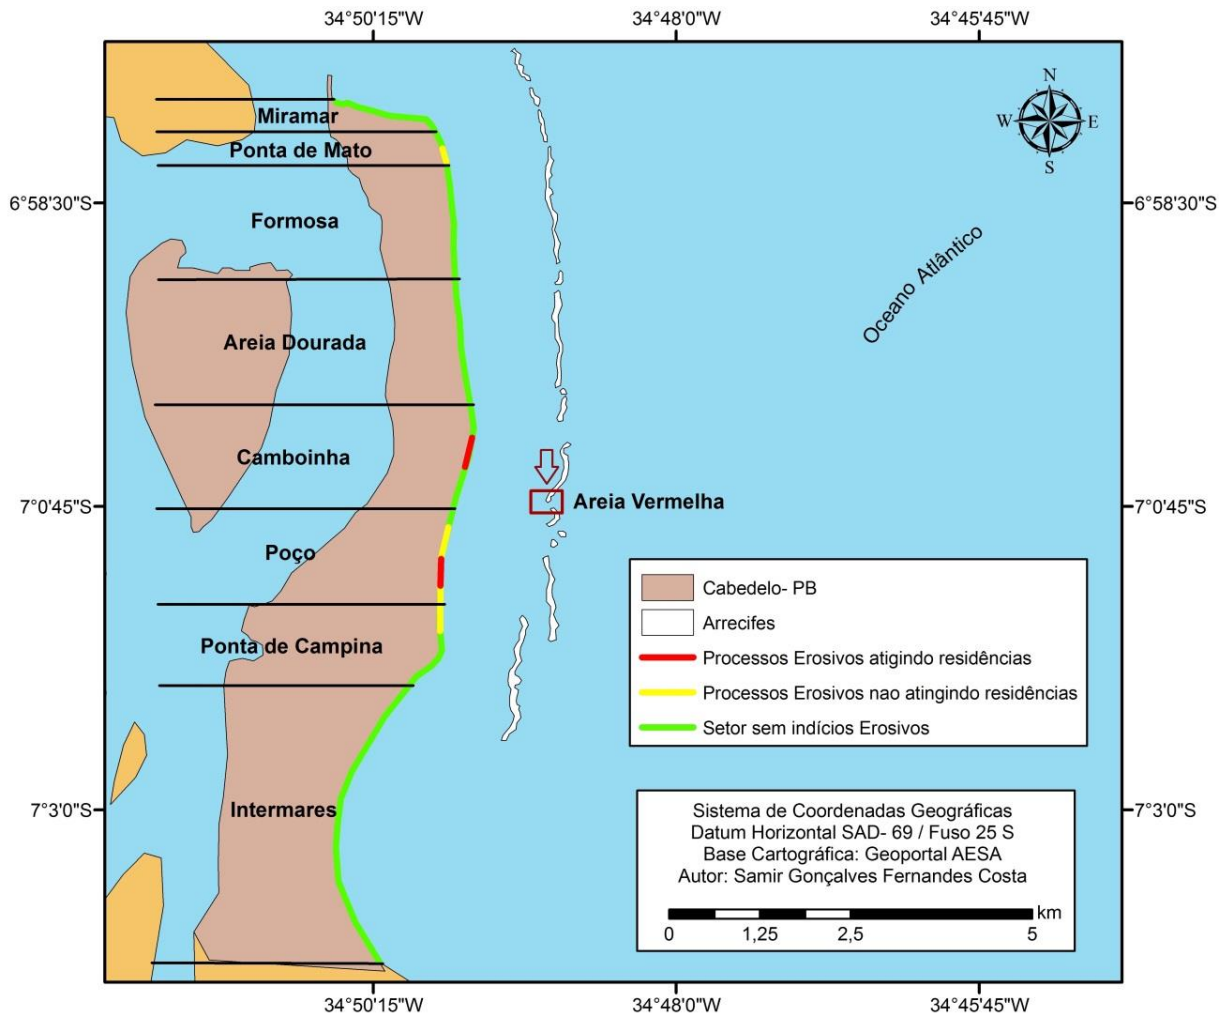 34°50'15"W 34°48'0"W 34°45'45"W
N
W E
S
Miramar
Ponta de Mato
6°58'30"S 6°58'30"S
Formosa
Oceano Atlântico
Areia Dourada
Camboinha
7°0'45"S Areia Vermelha 7°0'45"S
Poço
Cabedelo- PB
Arrecifes
Ponta de Campina
Processos Erosivos atigindo residências
Processos Erosivos nao atingindo residências
Setor sem indícios Erosivos
Intermares
7°3'0"S 7°3'0"S
Sistema de Coordenadas Geográficas
Datum Horizontal SAD- 69 / Fuso 25 S
Base Cartográfica: Geoportal AESA
Autor: Samir Gonçalves Fernandes Costa
km
0 1,25 2,5 5
34°50'15"W 34°48'0"W 34°45'45"W